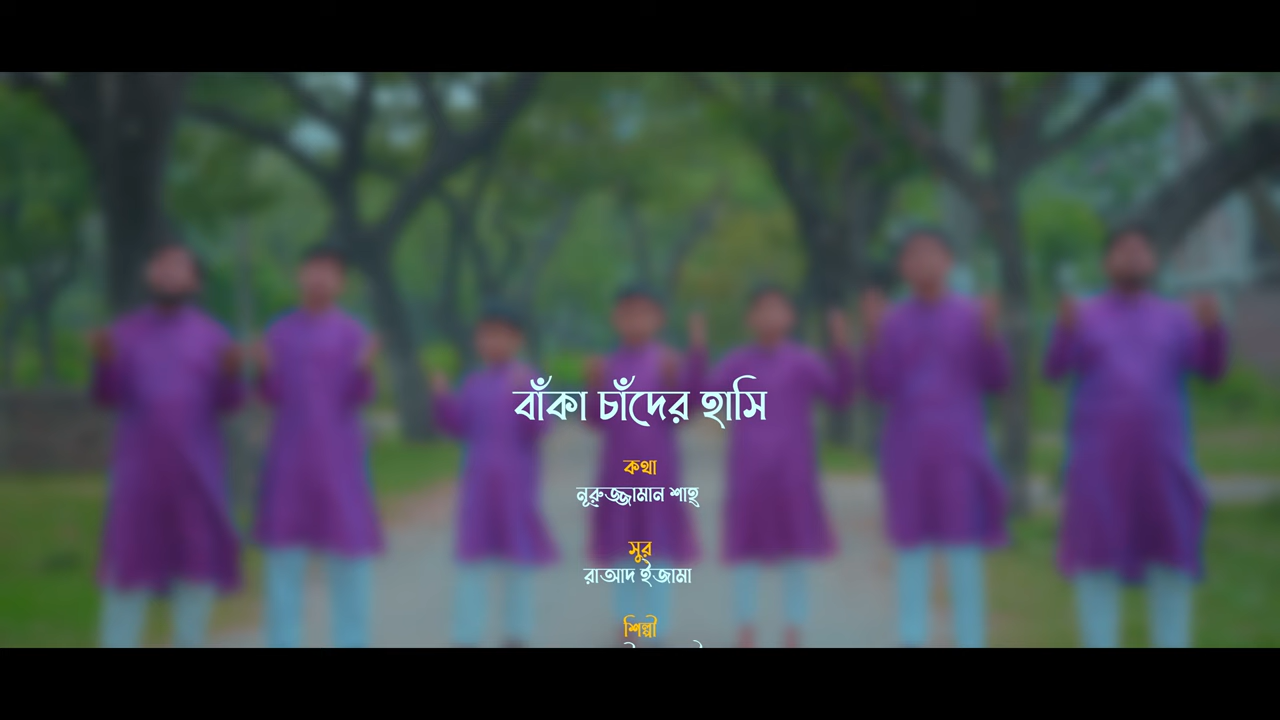 বাঁকা চাঁদের হাসি
কথা
নূরুজ্জামান শাহ্
সুর
রাআদ ইজামা
শিল্পী